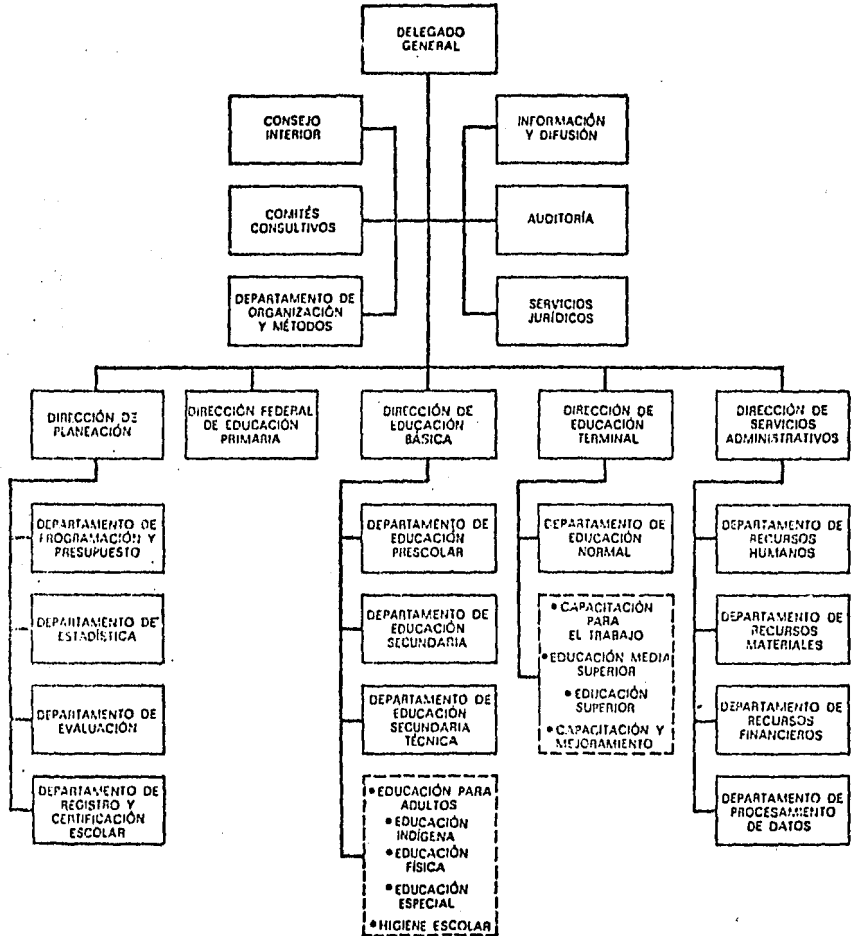 DELEGADO
GENERAL
CONSEJO
INTERIOR
INFORMACIÓN
Y DIFUSIÓN
COMITÉS
CONSULTIVOS
AUDITORÍA
DEPARTAMENTO DE
ORGANIZACIÓN
Y MÉTODOS
SERVICIOS
JURÍDICOS
DIRECCIÓN DE
PLANEACIÓN
DIRECCIÓN FEDERAL
DE EDUCACIÓN
PRIMARIA
DIRECCIÓN DE
EDUCACIÓN
BÁSICA
DIRECCIÓN DE
EDUCACIÓN
TERMINAL
DIRECCIÓN DE
SERVICIOS
ADMINISTRATIVOS
DEPARTAMENTO DE
PROGRAMACIÓN Y
PRESUPUESTO
DEPARTAMENTO DE
ESTADÍSTICA
DEPARTAMENTO DE
EVALUACIÓN
DEPARTAMENTO DE
REGISTRO Y
CERTIFICACIÓN
ESCOLAR
DEPARTAMENTO DE
EDUCACIÓN
PRESCOLAR
DEPARTAMENTO DE
EDUCACIÓN
SECUNDARIA
DEPARTAMENTO DE
EDUCACIÓN
SECUNDARIA
TÉCNICA
• EDUCACIÓN PARA
ADULTOS
• EDUCACIÓN
INDÍGENA
• EDUCACIÓN
FÍSICA
• EDUCACIÓN
ESPECIAL
• HIGIENE ESCOLAR
DEPARTAMENTO DE
EDUCACIÓN
NORMAL
• CAPACITACIÓN
PARA
EL TRABAJO
• EDUCACIÓN MEDIA
SUPERIOR
• EDUCACIÓN
SUPERIOR
• CAPACITACIÓN Y
MEJORAMIENTO
DEPARTAMENTO DE
RECURSOS
HUMANOS
DEPARTAMENTO DE
RECURSOS
MATERIALES
DEPARTAMENTO DE
RECURSOS
FINANCIEROS
DEPARTAMENTO DE
PROCESAMIENTO
DE DATOS